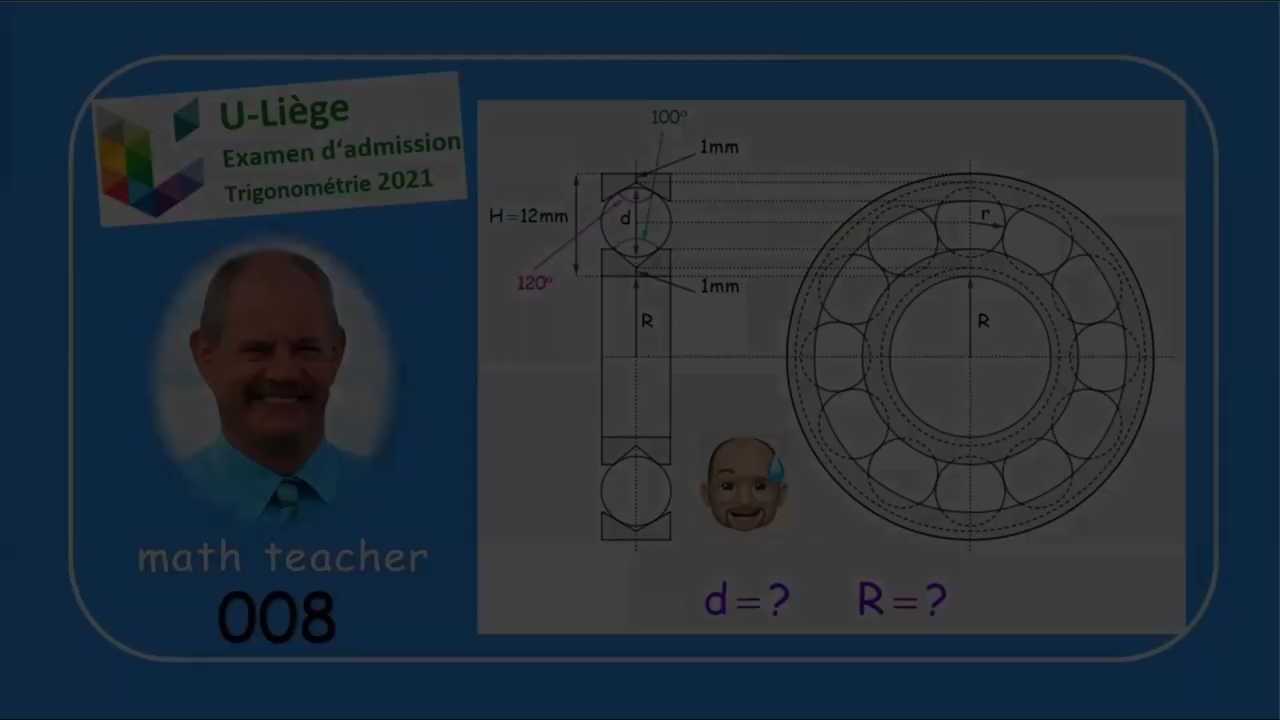 U-Liège
Examen d‘admission
Trigonométrie 2021
100°
1mm
H=12mm
d
r
120°
1mm
R
R
math teacher
008
d=? R=?